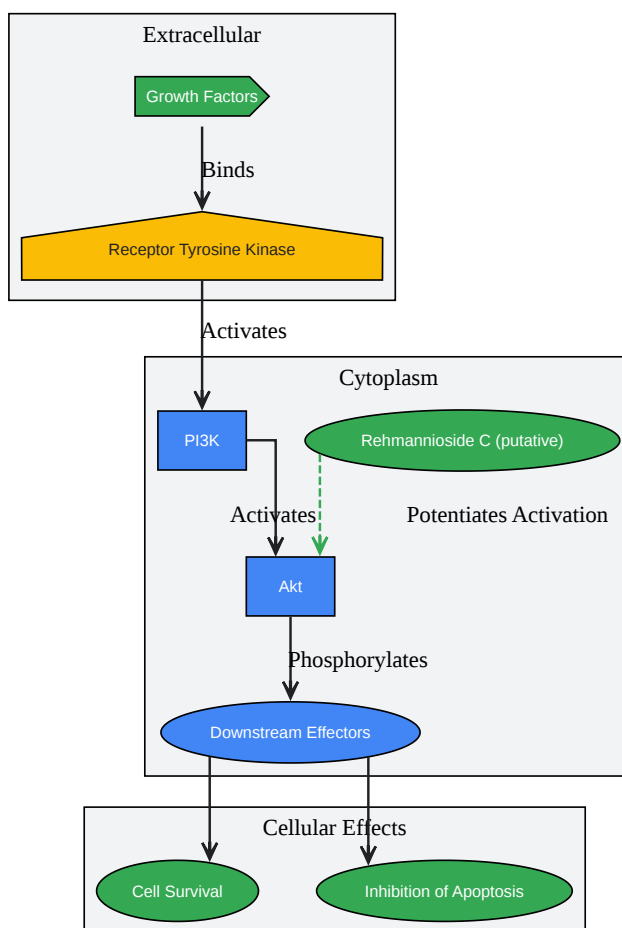 Extracellular
Growth Factors
Binds
Receptor Tyrosine Kinase
Activates
Cytoplasm
PI3K
Rehmannioside C (putative)
Activates
Potentiates Activation
Akt
Phosphorylates
Downstream Effectors
Cellular Effects
Cell Survival
Inhibition of Apoptosis